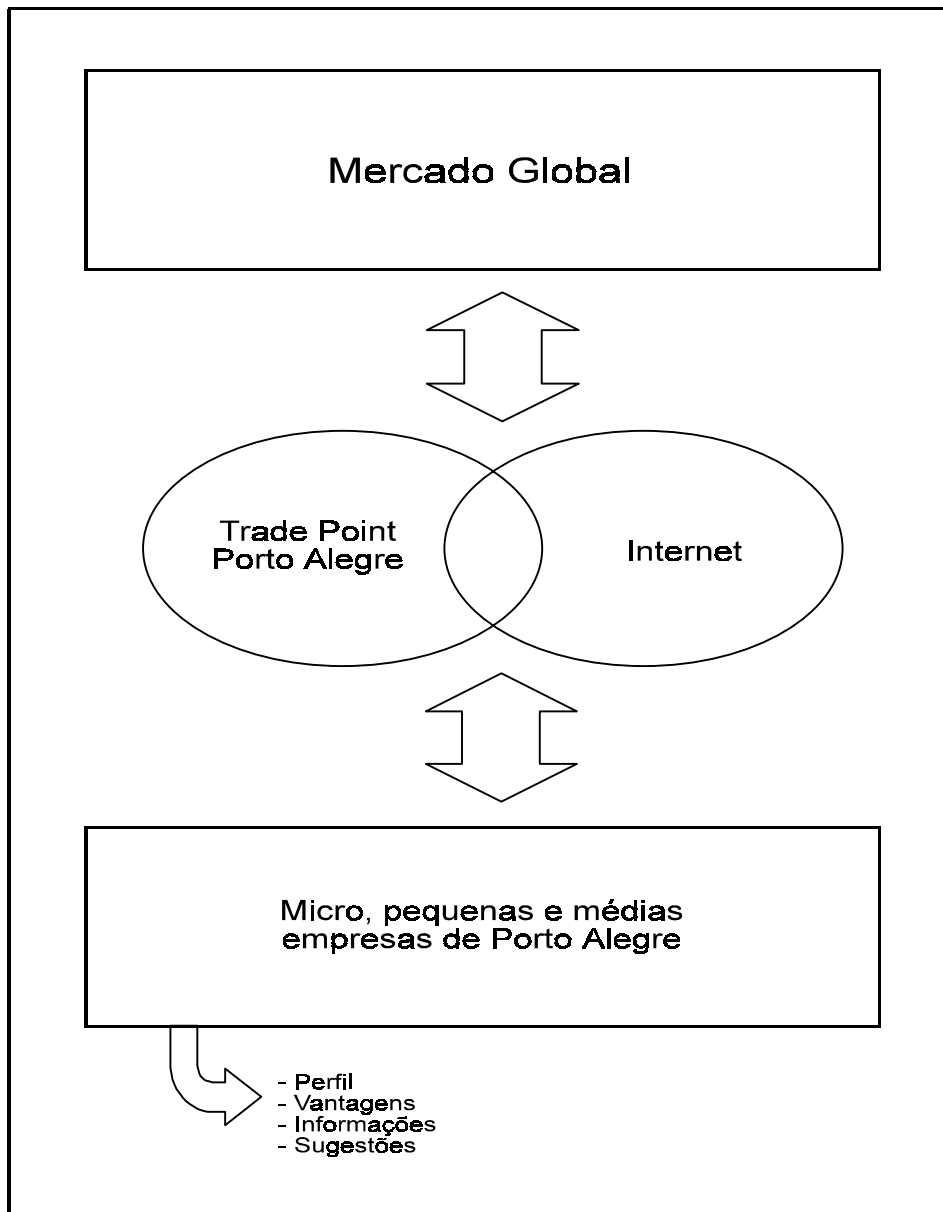 Mercado Global
Trade Point
Porto Alegre
Internet
Micro, pequenas e médias
empresas de Porto Alegre
- Perfil
- Vantagens
- Informações
- Sugestões